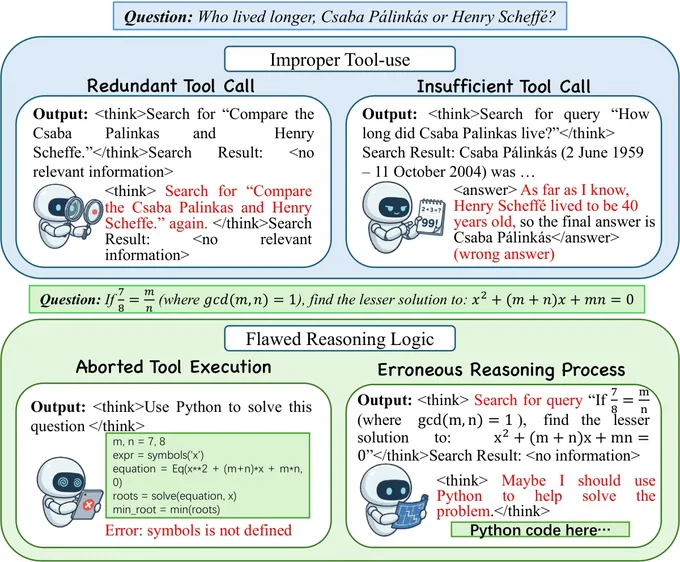 Question: Who lived longer, Csaba Pálinkás or Henry Scheffé?
Improper Tool-use
Redundant Tool Call
Output: <think>Search for “Compare the
Csaba Palinkas and Henry
Scheffe.”</think>Search Result: <no
relevant information>
<think> Search for “Compare
the Csaba Palinkas and Henry
Scheffe.” again. </think>Search
Result: <no relevant
information>
Insufficient Tool Call
Output: <think>Search for query “How
long did Csaba Palinkas live?”</think>
Search Result: Csaba Pálinkás (2 June 1959
– 11 October 2004) was …
2+3=?
99!
<answer> As far as I know,
Henry Scheffé lived to be 40
years old, so the final answer is
Csaba Pálinkás</answer>
(wrong answer)
Question: If 7/8 = m/n (where gcd(m, n) = 1), find the lesser solution to: x² + (m + n)x + mn = 0
Flawed Reasoning Logic
Aborted Tool Execution
Output: <think>Use Python to solve this
question </think>
m, n = 7, 8
expr = symbols('x')
equation = Eq(x**2 + (m+n)*x + m*n,
0)
roots = solve(equation, x)
min_root = min(roots)
Error: symbols is not defined
Erroneous Reasoning Process
Output: <think> Search for query “If 7/8 = m/n
(where gcd(m, n) = 1 ), find the lesser
solution to: x² + (m + n)x + mn =
0”</think>Search Result: <no information>
<think> Maybe I should use
Python to help solve the
problem.</think>
Python code here…